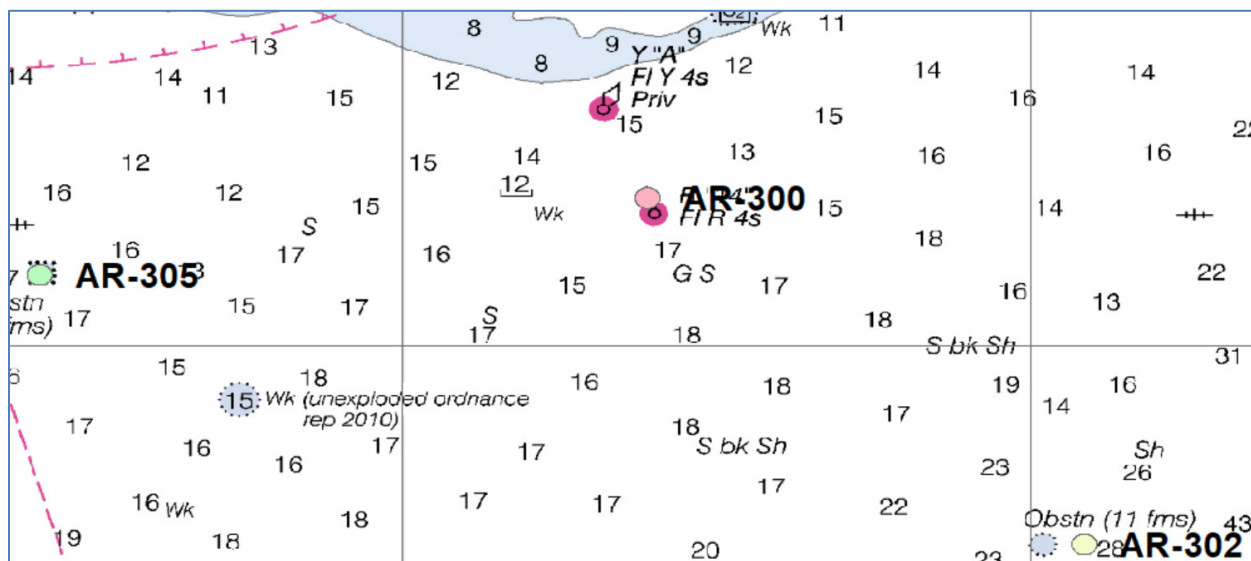 8 9 9 Wk 11
13 8
14 14 12 Y "A" 12 14 14
Fl Y 4s
11 15 Priv 16
15 15 22
12 15 14 13 16 16
16 12 12
15 Wk AR-300 15 14
S Fl R 4s 18
16 17 16 17
AR-305 G S 22
15 17 15 17 16 13
17 S 17 18 18
S bk Sh 31
15 18 16 18 19 16
15 Wk (unexploded ordnance 14
rep 2010) 17
17 18
16 17 17 S bk Sh Sh
16 23 26
16 Wk 17 17 17 22
18 Obstn (11 fms) 43
19 18 20 23 28 AR-302